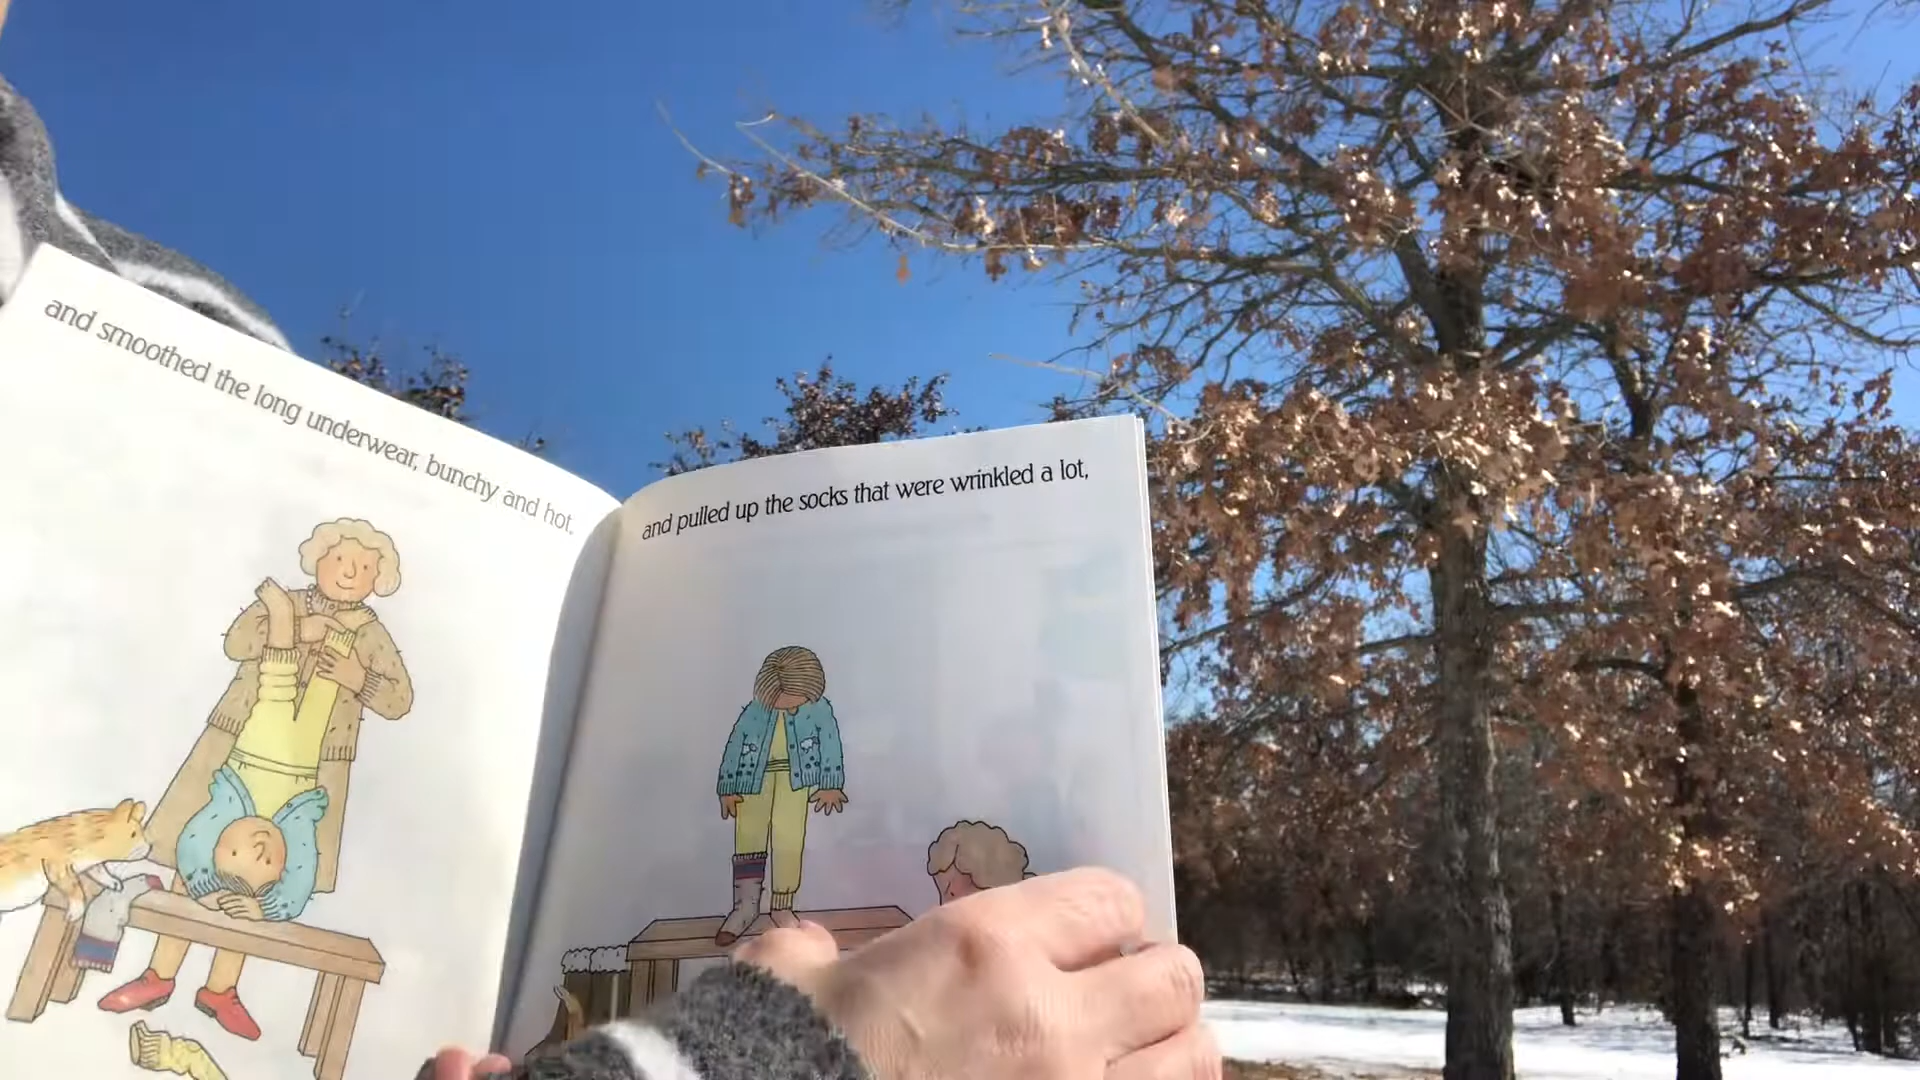 and smoothed the long underwear, bunchy and hot.
and pulled up the socks that were wrinkled a lot,